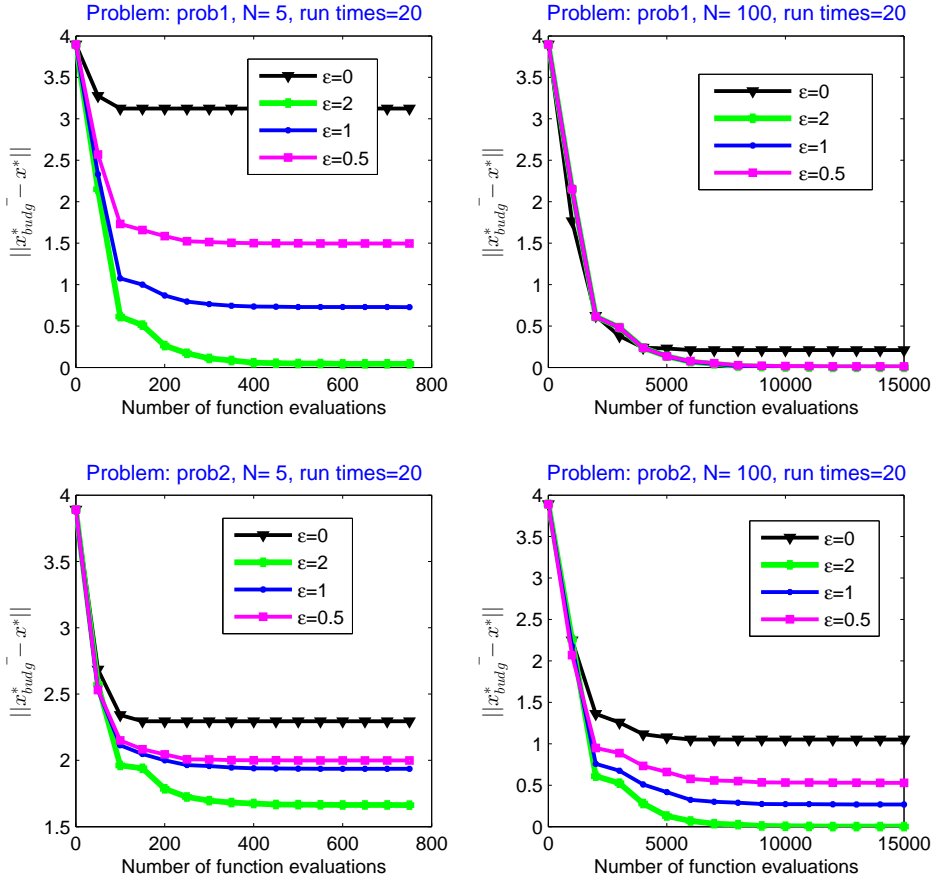 Problem: prob1, N= 5, run times=20
4
3.5
3
2.5
2
1.5
1
0.5
0
||x*budg − x*||
ε=0
ε=2
ε=1
ε=0.5
0 200 400 600 800
Number of function evaluations
Problem: prob1, N= 100, run times=20
4
3.5
3
2.5
2
1.5
1
0.5
0
||x*budg − x*||
ε=0
ε=2
ε=1
ε=0.5
0 5000 10000 15000
Number of function evaluations
Problem: prob2, N= 5, run times=20
4
3.5
3
2.5
2
1.5
||x*budg − x*||
ε=0
ε=2
ε=1
ε=0.5
0 200 400 600 800
Number of function evaluations
Problem: prob2, N= 100, run times=20
4
3.5
3
2.5
2
1.5
1
0.5
0
||x*budg − x*||
ε=0
ε=2
ε=1
ε=0.5
0 5000 10000 15000
Number of function evaluations